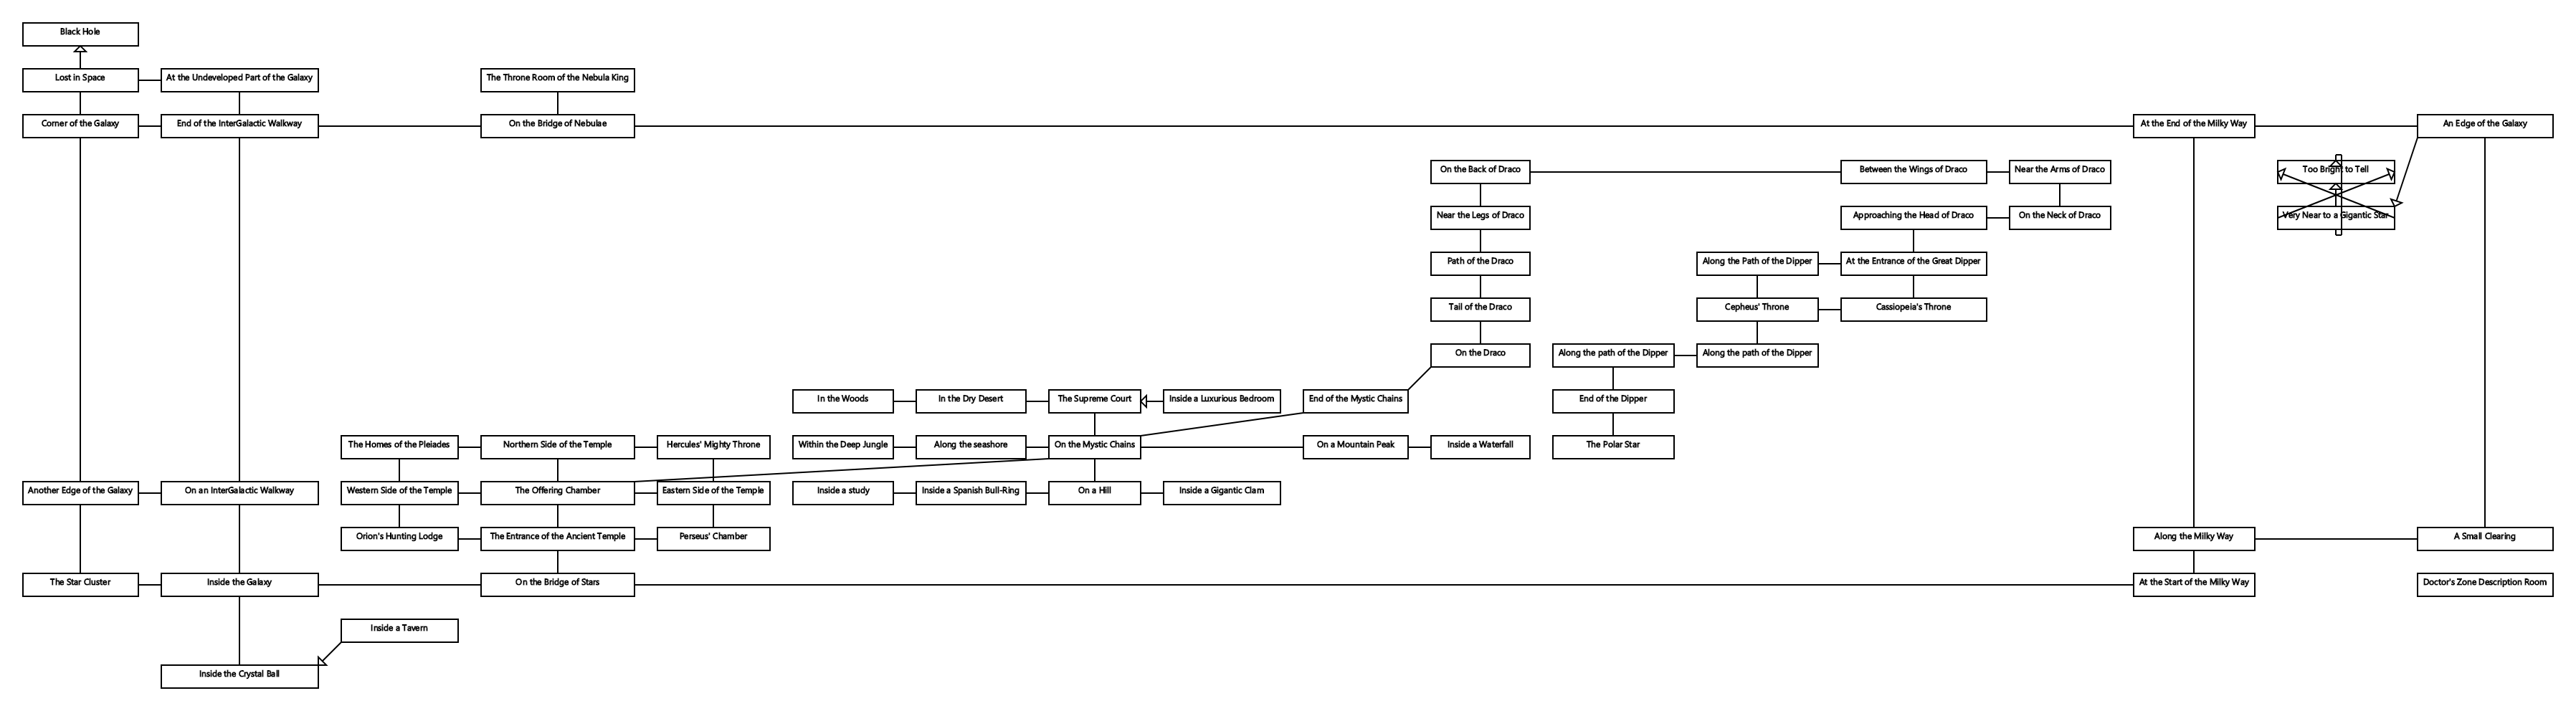 Black Hole
Lost in Space
At the Undeveloped Part of the Galaxy
The Throne Room of the Nebula King
Corner of the Galaxy
End of the InterGalactic Walkway
On the Bridge of Nebulae
At the End of the Milky Way
An Edge of the Galaxy
On the Back of Draco
Between the Wings of Draco
Near the Arms of Draco
Too Bright to Tell
Near the Legs of Draco
Approaching the Head of Draco
On the Neck of Draco
Very Near to a Gigantic Star
Path of the Draco
Along the Path of the Dipper
At the Entrance of the Great Dipper
Tail of the Draco
Cepheus' Throne
Cassiopeia's Throne
On the Draco
Along the path of the Dipper
Along the path of the Dipper
In the Woods
In the Dry Desert
The Supreme Court
Inside a Luxurious Bedroom
End of the Mystic Chains
End of the Dipper
The Homes of the Pleiades
Northern Side of the Temple
Hercules' Mighty Throne
Within the Deep Jungle
Along the seashore
On the Mystic Chains
On a Mountain Peak
Inside a Waterfall
The Polar Star
Another Edge of the Galaxy
On an InterGalactic Walkway
Western Side of the Temple
The Offering Chamber
Eastern Side of the Temple
Inside a study
Inside a Spanish Bull-Ring
On a Hill
Inside a Gigantic Clam
Orion's Hunting Lodge
The Entrance of the Ancient Temple
Perseus' Chamber
Along the Milky Way
A Small Clearing
The Star Cluster
Inside the Galaxy
On the Bridge of Stars
At the Start of the Milky Way
Doctor's Zone Description Room
Inside a Tavern
Inside the Crystal Ball